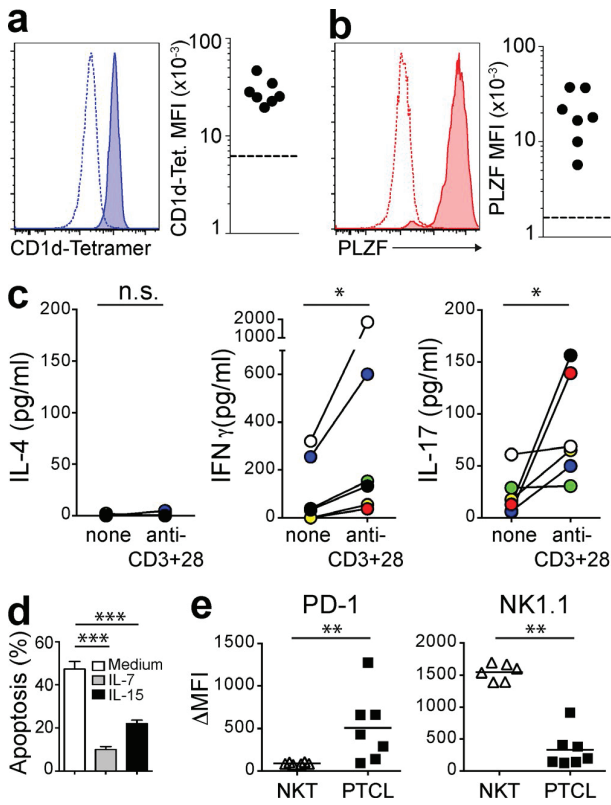 a
CD1d-Tetramer
CD1d-Tet. MFI (x10⁻³)
100
10
1
b
PLZF
PLZF MFI (x10⁻³)
100
10
1
c
n.s.
IL-4 (pg/ml)
200
150
100
50
0
none anti-
CD3+28
*
IFNγ(pg/ml)
2000
1000
600
400
200
0
none anti-
CD3+28
*
IL-17 (pg/ml)
200
150
100
50
0
none anti-
CD3+28
d
***
***
Apoptosis (%)
60
40
20
0
Medium
IL-7
IL-15
e
PD-1
**
ΔMFI
1500
1000
500
0
NKT PTCL
NK1.1
**
2000
1500
1000
500
0
NKT PTCL